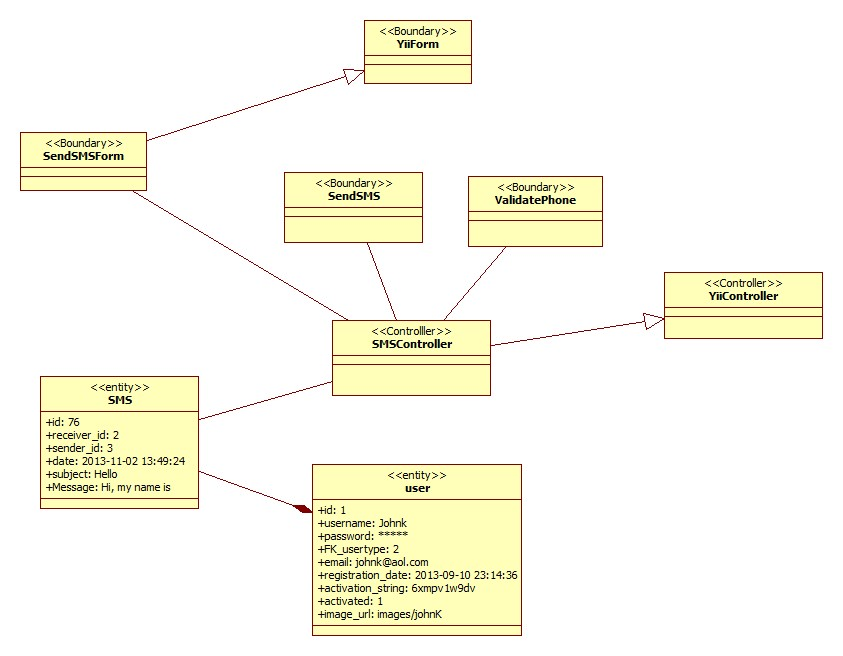 <<Boundary>>
YiiForm
<<Boundary>>
SendSMSForm
<<Boundary>>
SendSMS
<<Boundary>>
ValidatePhone
<<Controller>>
YiiController
<<Controlller>>
SMSController
<<entity>>
SMS
+id: 76
+receiver_id: 2
+sender_id: 3
+date: 2013-11-02 13:49:24
+subject: Hello
+Message: Hi, my name is
<<entity>>
user
+id: 1
+username: Johnk
+password: *****
+FK_usertype: 2
+email: johnk@aol.com
+registration_date: 2013-09-10 23:14:36
+activation_string: 6xmpv1w9dv
+activated: 1
+image_url: images/johnK